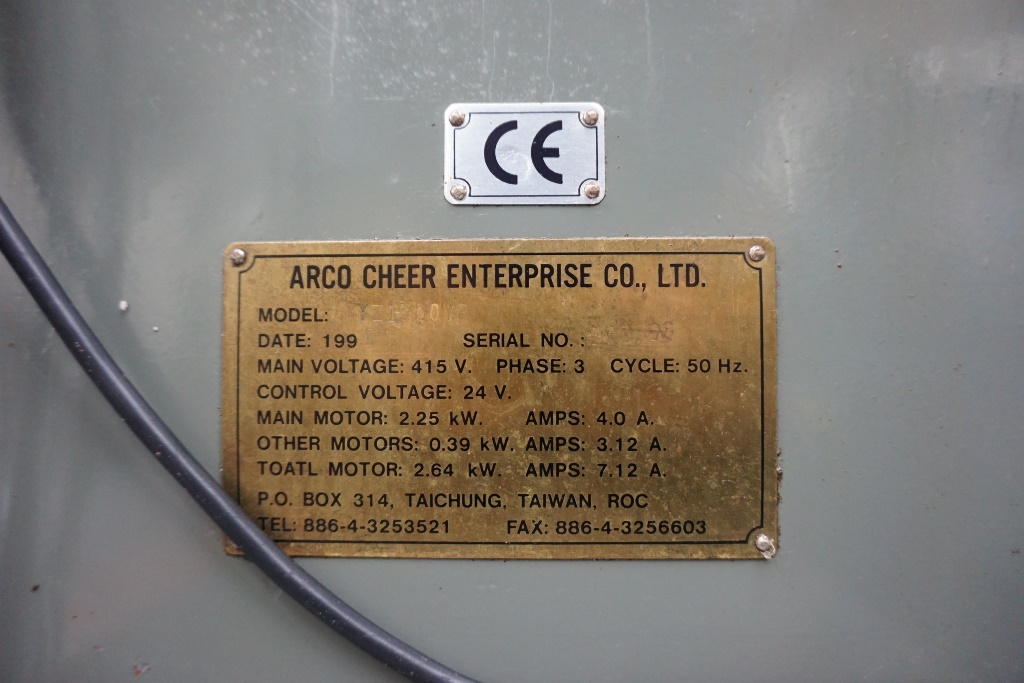 CE
ARCO CHEER ENTERPRISE CO., LTD.
MODEL:
DATE: 199 SERIAL NO. :
MAIN VOLTAGE: 415 V. PHASE: 3 CYCLE: 50 Hz.
CONTROL VOLTAGE: 24 V.
MAIN MOTOR: 2.25 kW. AMPS: 4.0 A.
OTHER MOTORS: 0.39 kW. AMPS: 3.12 A.
TOATL MOTOR: 2.64 kW. AMPS: 7.12 A.
P.O. BOX 314, TAICHUNG, TAIWAN, ROC
TEL: 886-4-3253521 FAX: 886-4-3256603